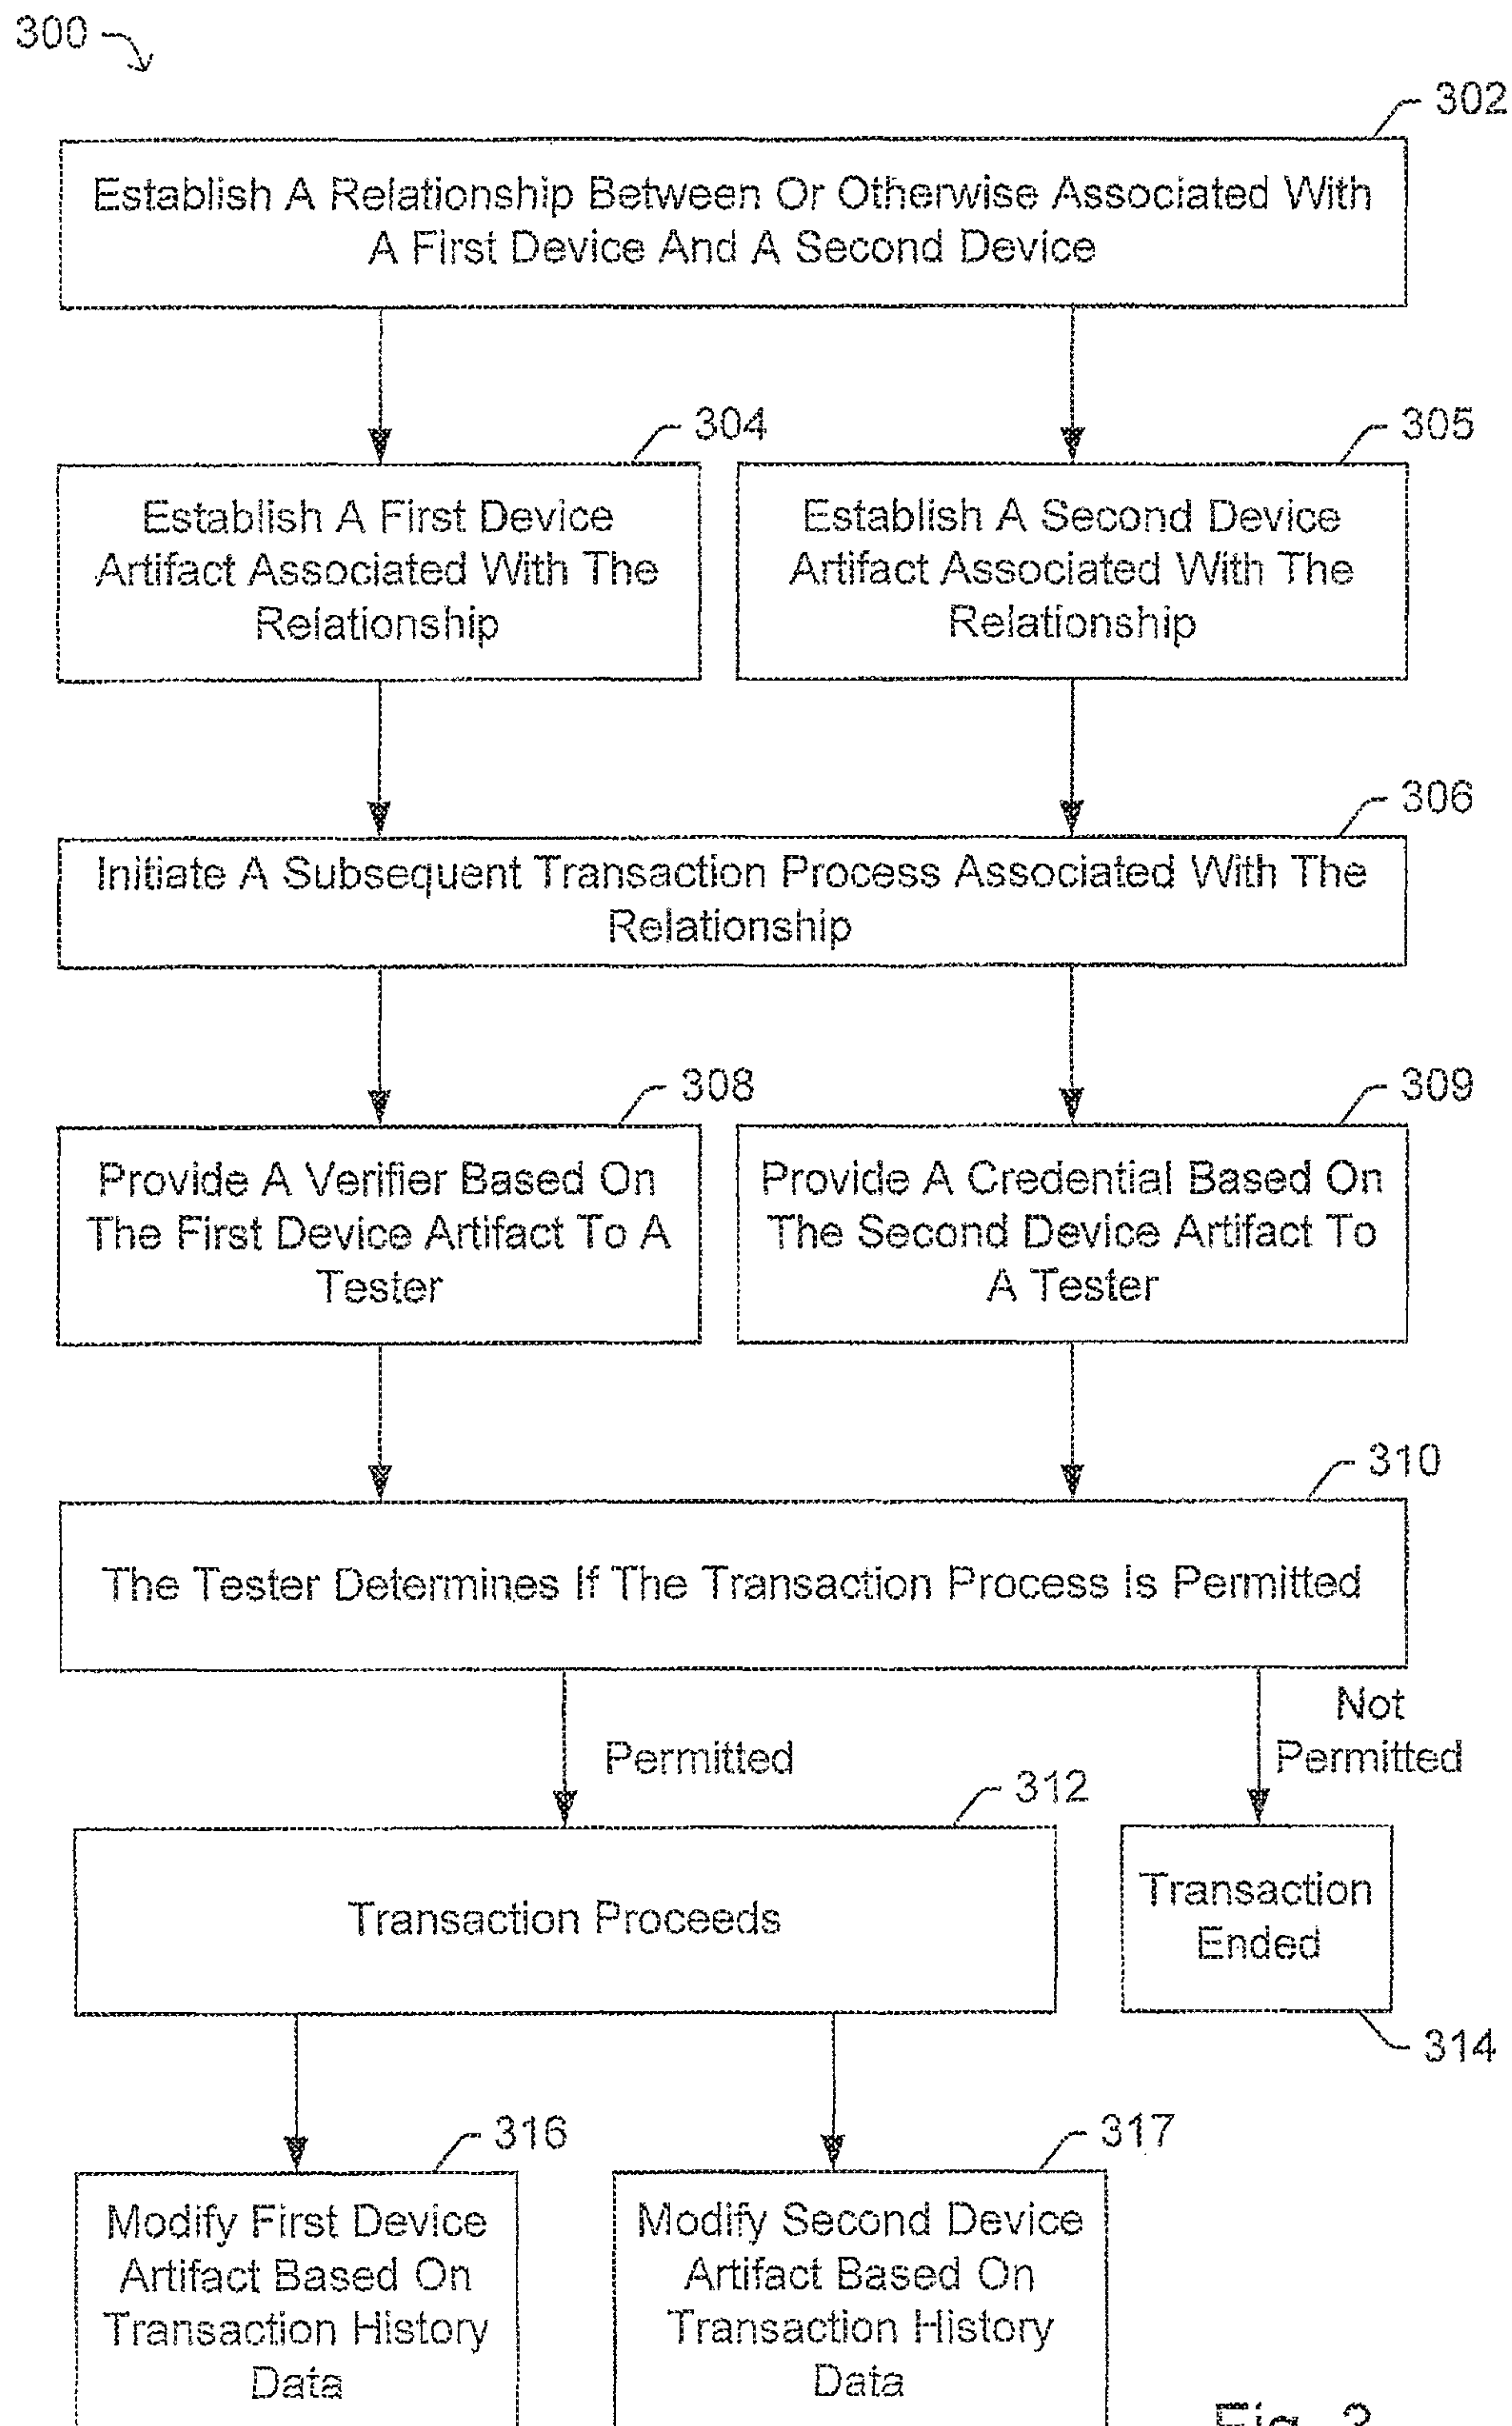 300
302
Establish A Relationship Between Or Otherwise Associated With
A First Device And A Second Device
304
305
Establish A First Device
Artifact Associated With The
Relationship
Establish A Second Device
Artifact Associated With The
Relationship
306
Initiate A Subsequent Transaction Process Associated With The
Relationship
308
309
Provide A Verifier Based On
The First Device Artifact To A
Tester
Provide A Credential Based On
The Second Device Artifact To
A Tester
310
The Tester Determines If The Transaction Process Is Permitted
Permitted
Not
Permitted
312
Transaction Proceeds
Transaction
Ended
314
316
317
Modify First Device
Artifact Based On
Transaction History
Data
Modify Second Device
Artifact Based On
Transaction History
Data
Fig.